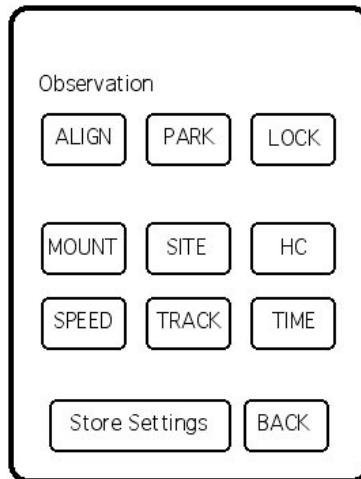 Observation
ALIGN PARK LOCK
MOUNT SITE HC
SPEED TRACK TIME
Store Settings BACK